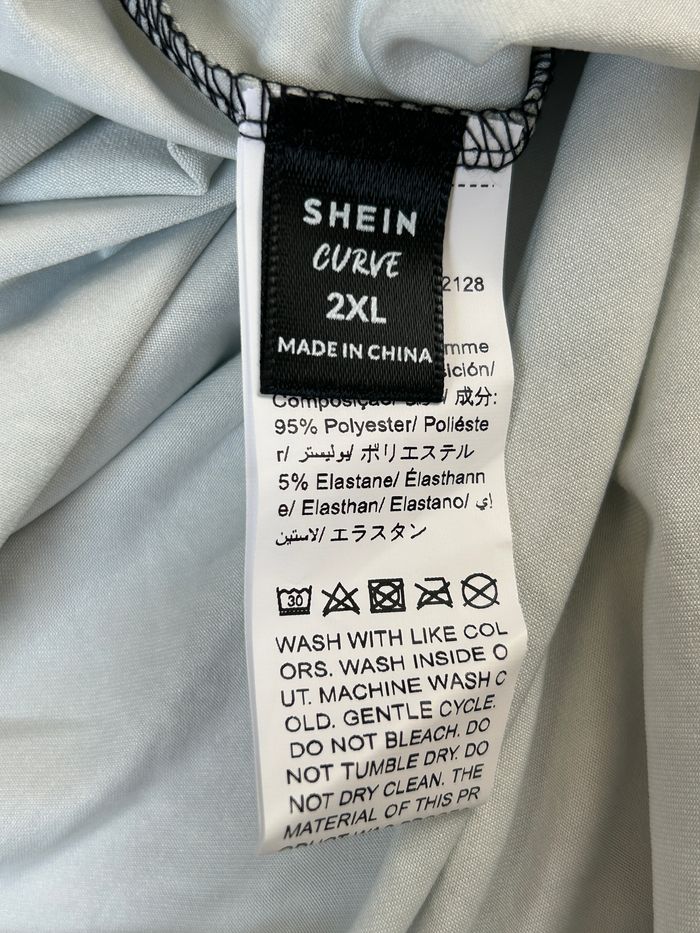 SHEIN
CURVE
2XL
MADE IN CHINA
2128
mme
ición/
成分:
95% Polyester/ Poliéste
r/ بوليستر/ ポリエステル
5% Elastane/ Élasthann
e/ Elasthan/ Elastano/ إي
لاستين/ エラスタン
30
WASH WITH LIKE COL
ORS. WASH INSIDE O
UT. MACHINE WASH C
OLD. GENTLE CYCLE.
DO NOT BLEACH. DO
NOT TUMBLE DRY. DO
NOT DRY CLEAN. THE
MATERIAL OF THIS PR